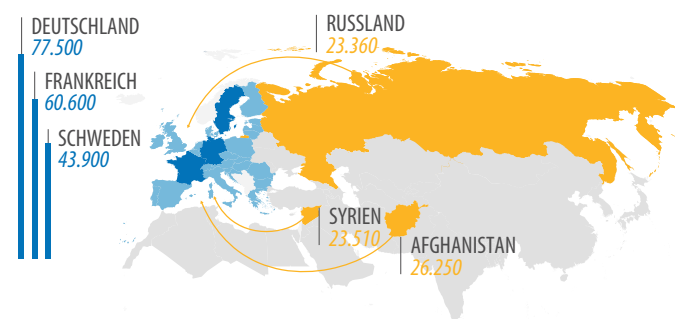 DEUTSCHLAND
77.500
FRANKREICH
60.600
SCHWEDEN
43.900
RUSSLAND
23.360
SYRIEN
23.510
AFGHANISTAN
26.250